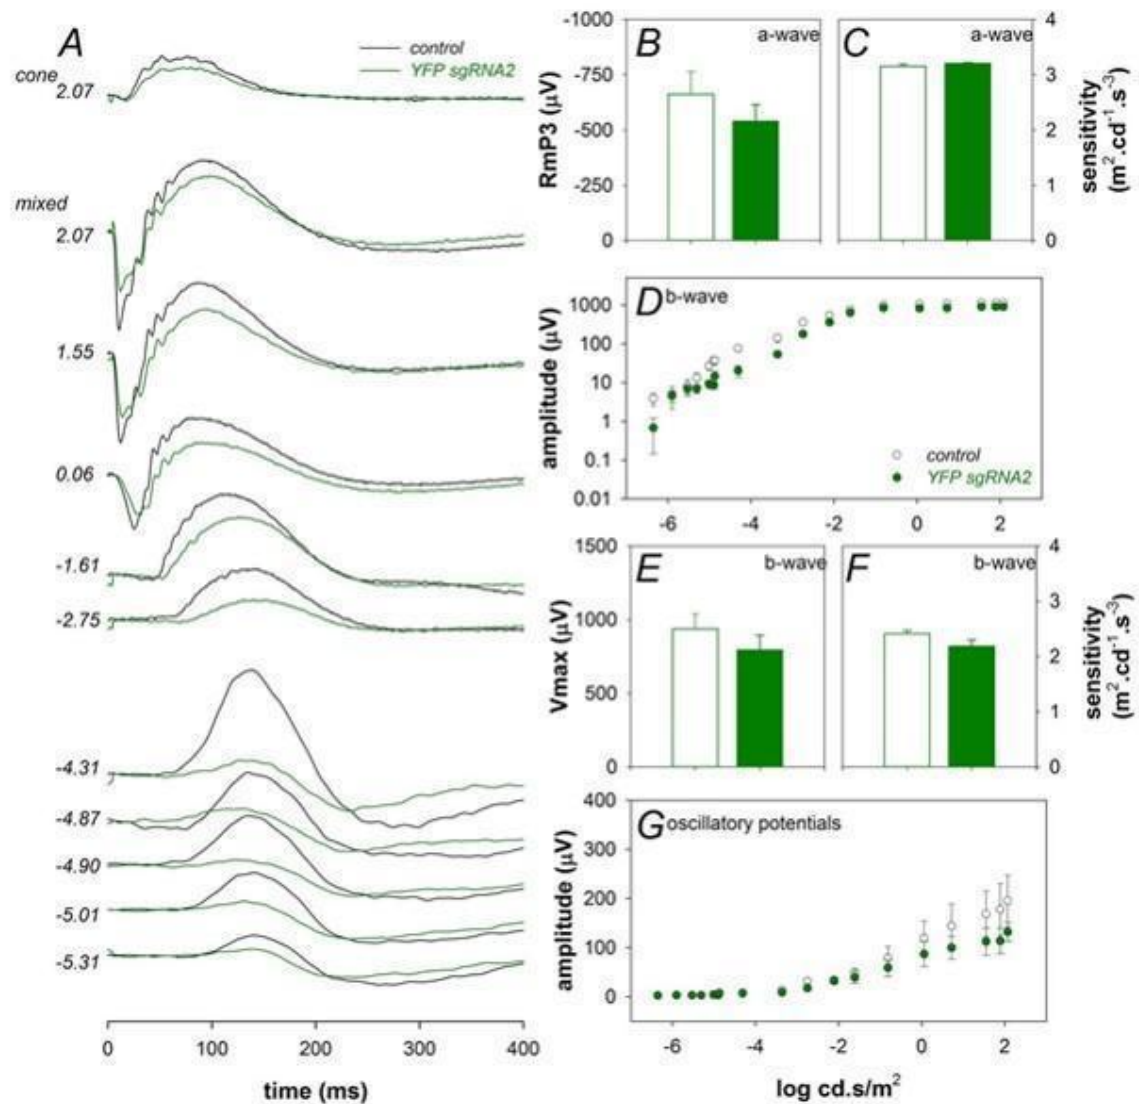 A
control
YFP sgRNA2
cone
2.07
mixed
2.07
1.55
0.06
-1.61
-2.75
-4.31
-4.87
-4.90
-5.01
-5.31
0 100 200 300 400
time (ms)
B a-wave
-1000
-750
-500
-250
0
RmP3 (µV)
C a-wave
4
3
2
1
0
sensitivity
(m².cd⁻¹.s⁻³)
D b-wave
1000
100
10
1
0.1
0.01
amplitude (µV)
control
YFP sgRNA2
-6 -4 -2 0 2
E b-wave
1500
1000
500
0
Vmax (µV)
F b-wave
4
3
2
1
0
sensitivity
(m².cd⁻¹.s⁻³)
G oscillatory potentials
400
300
200
100
0
amplitude (µV)
-6 -4 -2 0 2
log cd.s/m²